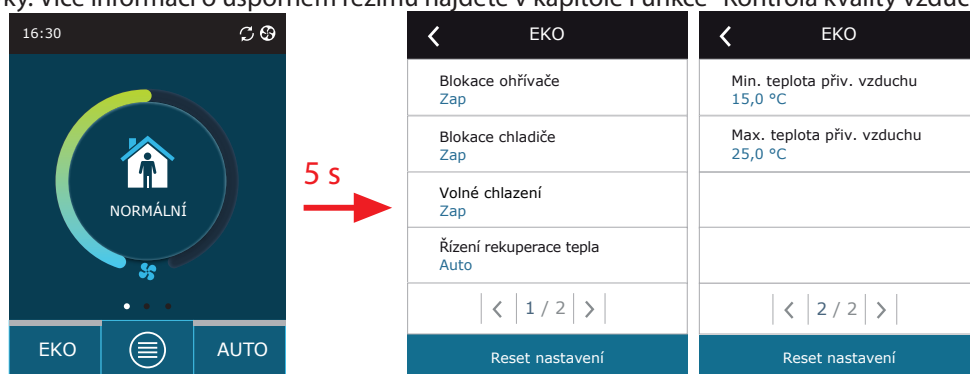 ky. Více informací o úsporném režimu najdete v kapitole Funkce "Kontrola kvality vzduc
16:30
NORMÁLNÍ
EKO
AUTO
5 s
EKO
Blokace ohřívače
Zap
Blokace chladiče
Zap
Volné chlazení
Zap
Řízení rekuperace tepla
Auto
1 / 2
Reset nastavení
EKO
Min. teplota přiv. vzduchu
15,0 °C
Max. teplota přiv. vzduchu
25,0 °C
2 / 2
Reset nastavení